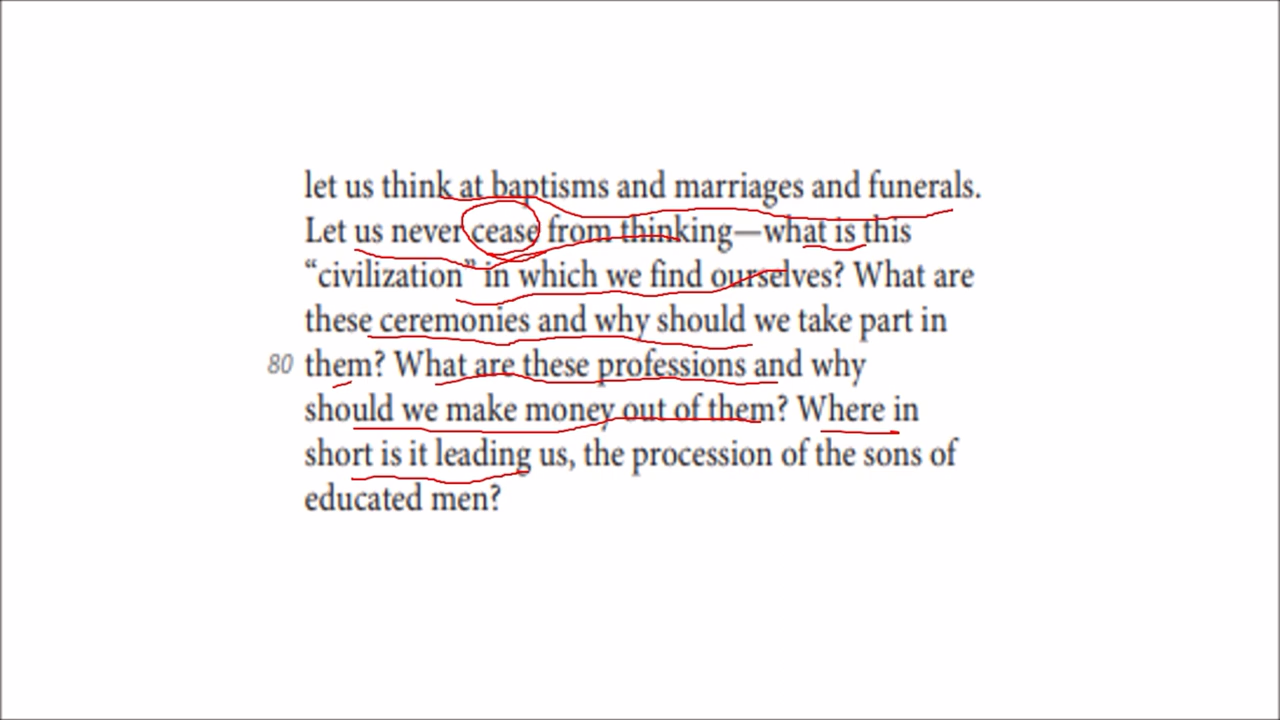 let us think at baptisms and marriages and funerals.
Let us never cease from thinking—what is this
“civilization” in which we find ourselves? What are
these ceremonies and why should we take part in
80 them? What are these professions and why
should we make money out of them? Where in
short is it leading us, the procession of the sons of
educated men?